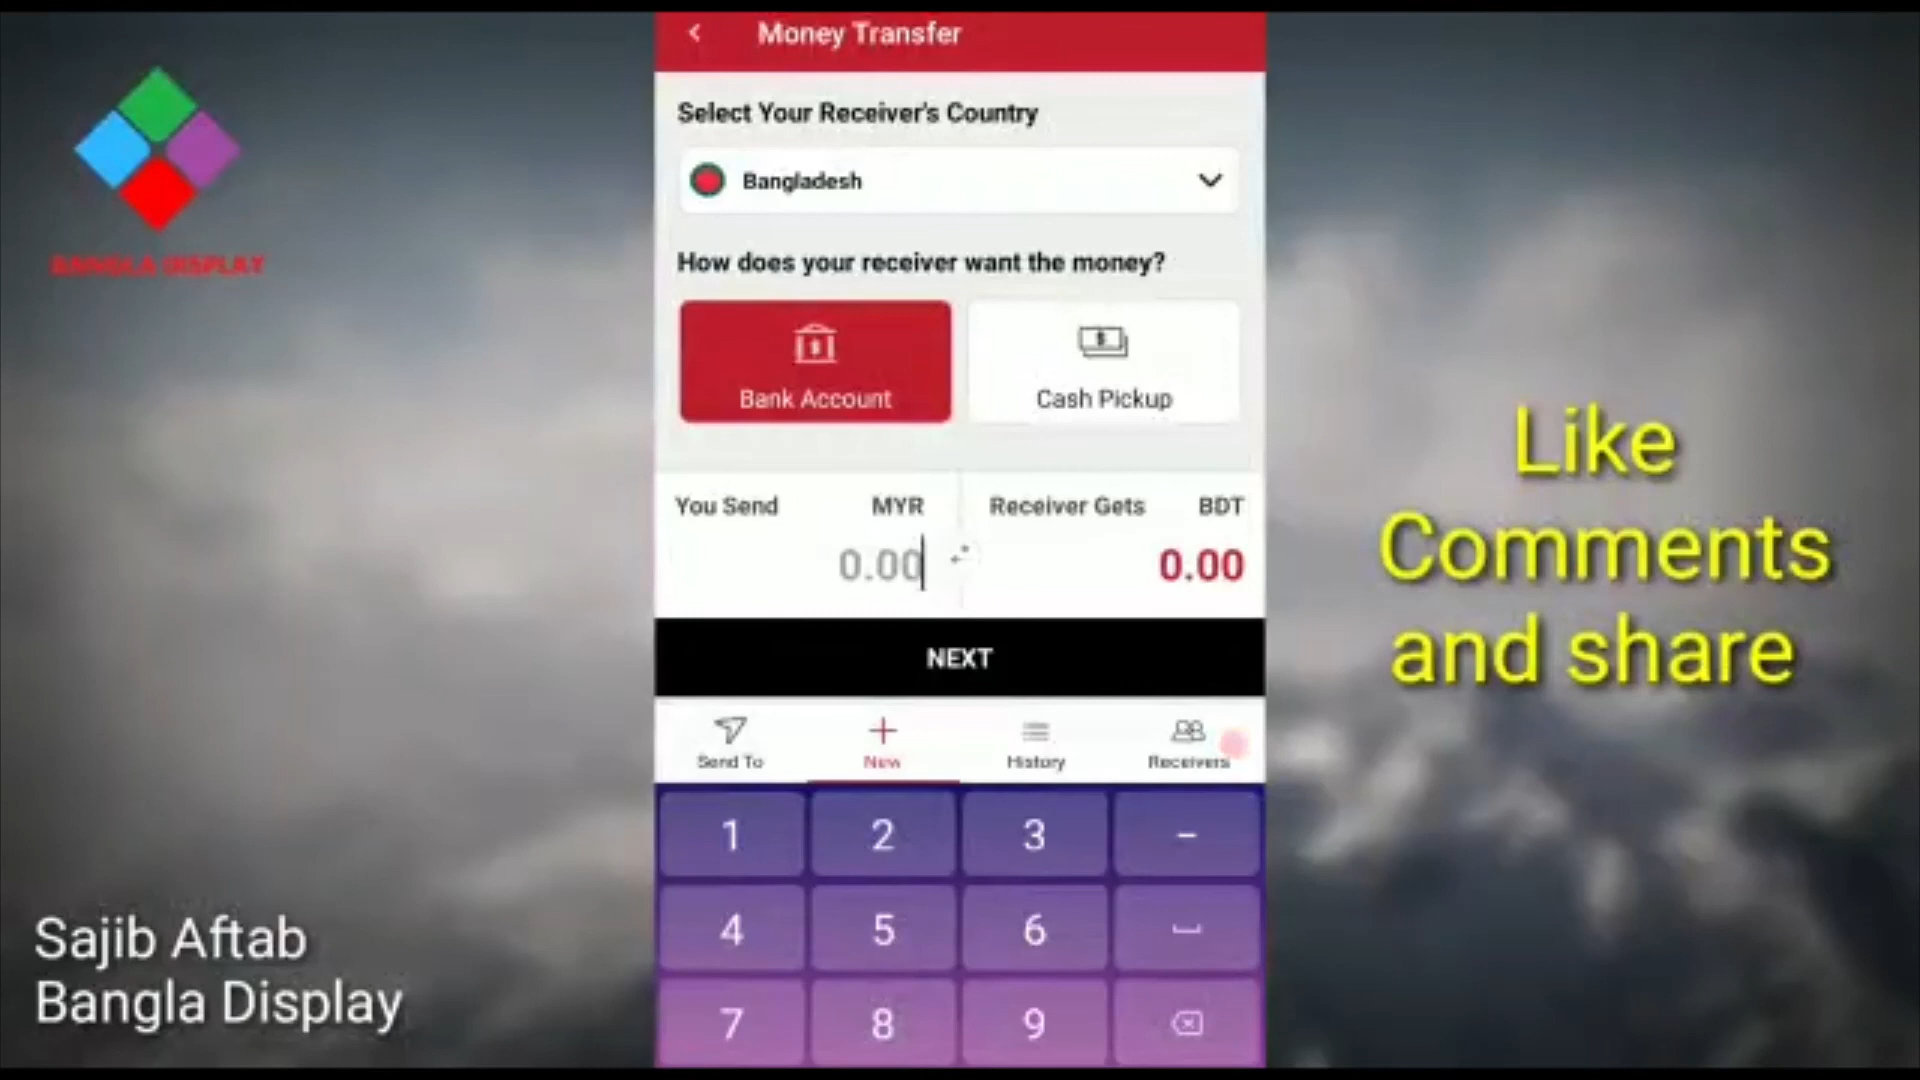 Money Transfer
Select Your Receiver's Country
Bangladesh
How does your receiver want the money?
Bank Account
Cash Pickup
You Send MYR
Receiver Gets BDT
0.00
0.00
NEXT
Send To
New
History
Receivers
1 2 3 -
4 5 6
7 8 9
BANGLA DISPLAY
Like
Comments
and share
Sajib Aftab
Bangla Display